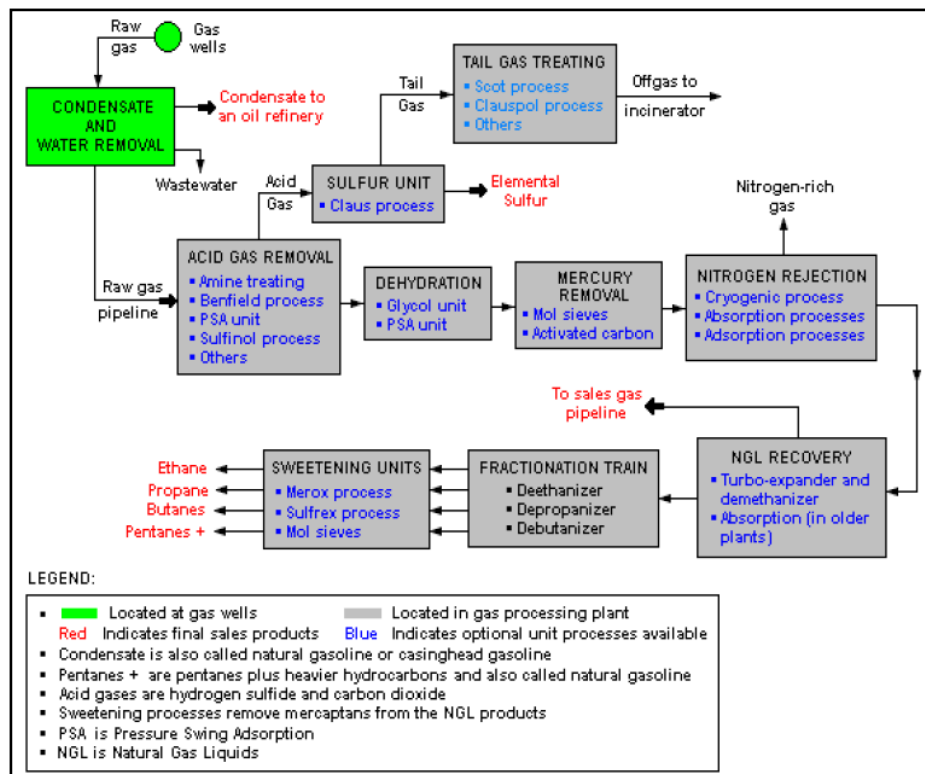 Raw
gas
Gas
wells
CONDENSATE
AND
WATER REMOVAL
Condensate to
an oil refinery
Wastewater
Tail
Gas
TAIL GAS TREATING
▪ Scot process
▪ Clauspol process
▪ Others
Offgas to
incinerator
Acid
Gas
SULFUR UNIT
▪ Claus process
Elemental
Sulfur
Nitrogen-rich
gas
Raw gas
pipeline
ACID GAS REMOVAL
▪ Amine treating
▪ Benfield process
▪ PSA unit
▪ Sulfinol process
▪ Others
DEHYDRATION
▪ Glycol unit
▪ PSA unit
MERCURY
REMOVAL
▪ Mol sieves
▪ Activated carbon
NITROGEN REJECTION
▪ Cryogenic process
▪ Absorption processes
▪ Adsorption processes
To sales gas
pipeline
Ethane
Propane
Butanes
Pentanes +
SWEETENING UNITS
▪ Merox process
▪ Sulfrex process
▪ Mol sieves
FRACTIONATION TRAIN
▪ Deethanizer
▪ Depropanizer
▪ Debutanizer
NGL RECOVERY
▪ Turbo-expander and
demethanizer
▪ Absorption (in older
plants)
LEGEND:
▪ Located at gas wells Located in gas processing plant
Red Indicates final sales products Blue Indicates optional unit processes available
▪ Condensate is also called natural gasoline or casinghead gasoline
▪ Pentanes + are pentanes plus heavier hydrocarbons and also called natural gasoline
▪ Acid gases are hydrogen sulfide and carbon dioxide
▪ Sweetening processes remove mercaptans from the NGL products
▪ PSA is Pressure Swing Adsorption
▪ NGL is Natural Gas Liquids